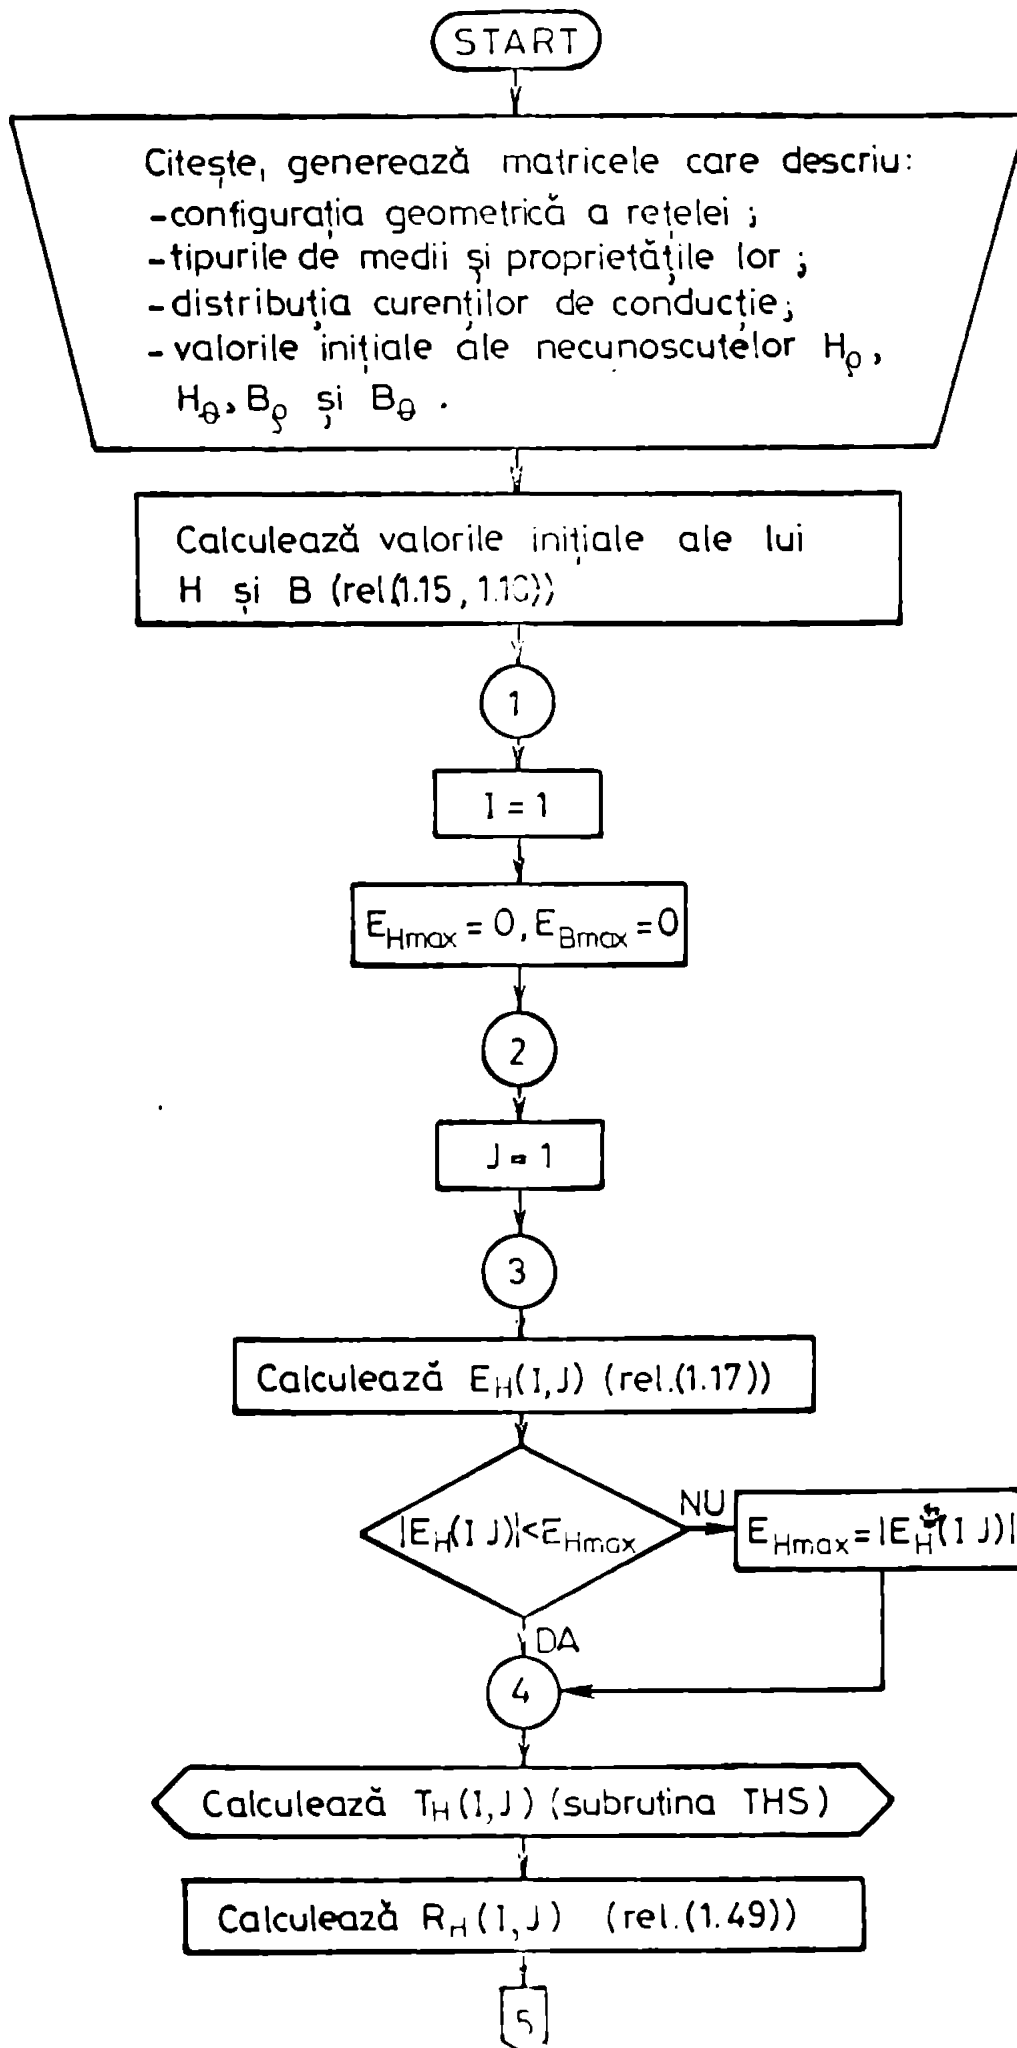 START
Citește, generează matricele care descriu:
-configurația geometrică a rețelei ;
-tipurile de medii și proprietățile lor ;
-distribuția curenților de conducție;
- valorile inițiale ale necunoscutelor Hρ,
Hθ, Bρ și Bθ .
Calculează valorile inițiale ale lui
H și B (rel(1.15,
1
I = 1
EHmax = 0, EBmax = 0
2
J = 1
3
Calculează EH(I,J) (rel.(1.17))
|EH(I J)|<EHmax
NU
EHmax = |EH(I J)|
DA
4
Calculează TH(I,J) (subrutina THS)
Calculează RH(I,J) (rel.(1.49))
5